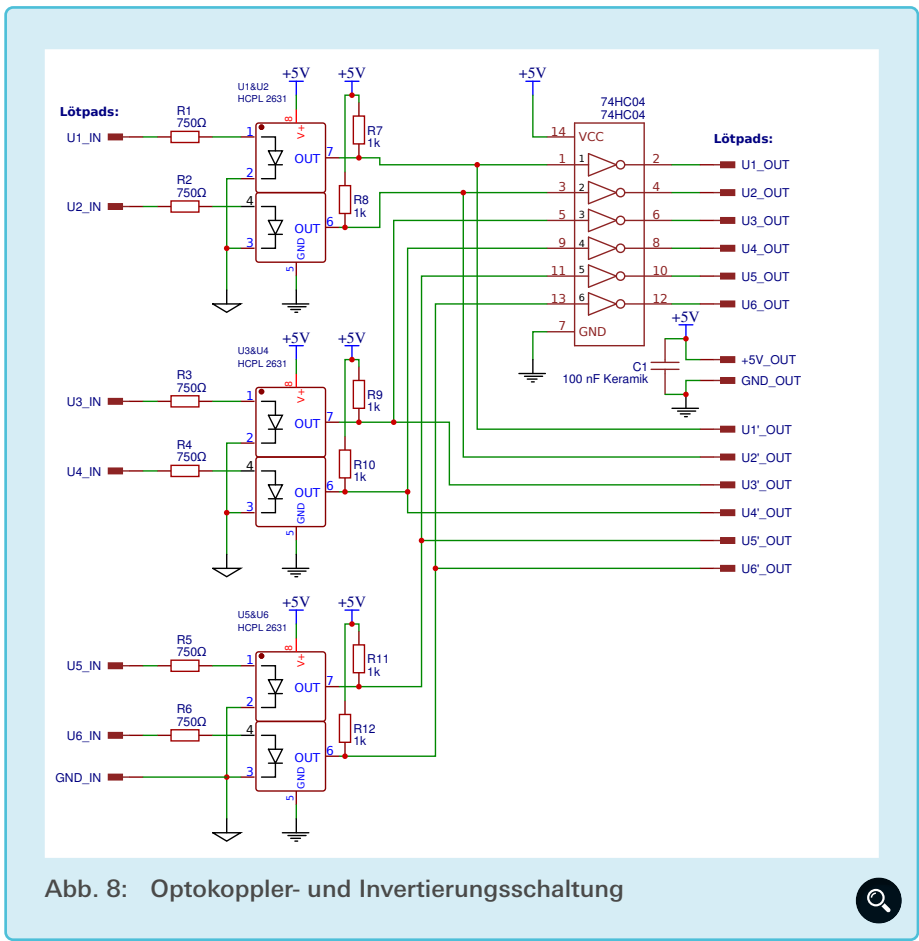 Lötpads:
U1_IN
R1
750Ω
U2_IN
R2
750Ω
U1&U2
HCPL 2631
+5V
+5V
8
V+
1
2
4
3
OUT
7
OUT
6
GND
5
R7
1k
R8
1k
U3_IN
R3
750Ω
U4_IN
R4
750Ω
U3&U4
HCPL 2631
+5V
+5V
8
V+
1
2
4
3
OUT
7
OUT
6
GND
5
R9
1k
R10
1k
U5_IN
R5
750Ω
U6_IN
R6
750Ω
GND_IN
U5&U6
HCPL 2631
+5V
+5V
8
V+
1
2
4
3
OUT
7
OUT
6
GND
5
R11
1k
R12
1k
+5V
74HC04
74HC04
14 VCC
1 1 2
3 2 4
5 3 6
9 4 8
11 5 10
13 6 12
7 GND
Lötpads:
U1_OUT
U2_OUT
U3_OUT
U4_OUT
U5_OUT
U6_OUT
+5V
C1
100 nF Keramik
+5V_OUT
GND_OUT
U1'_OUT
U2'_OUT
U3'_OUT
U4'_OUT
U5'_OUT
U6'_OUT
Abb. 8: Optokoppler- und Invertierungsschaltung